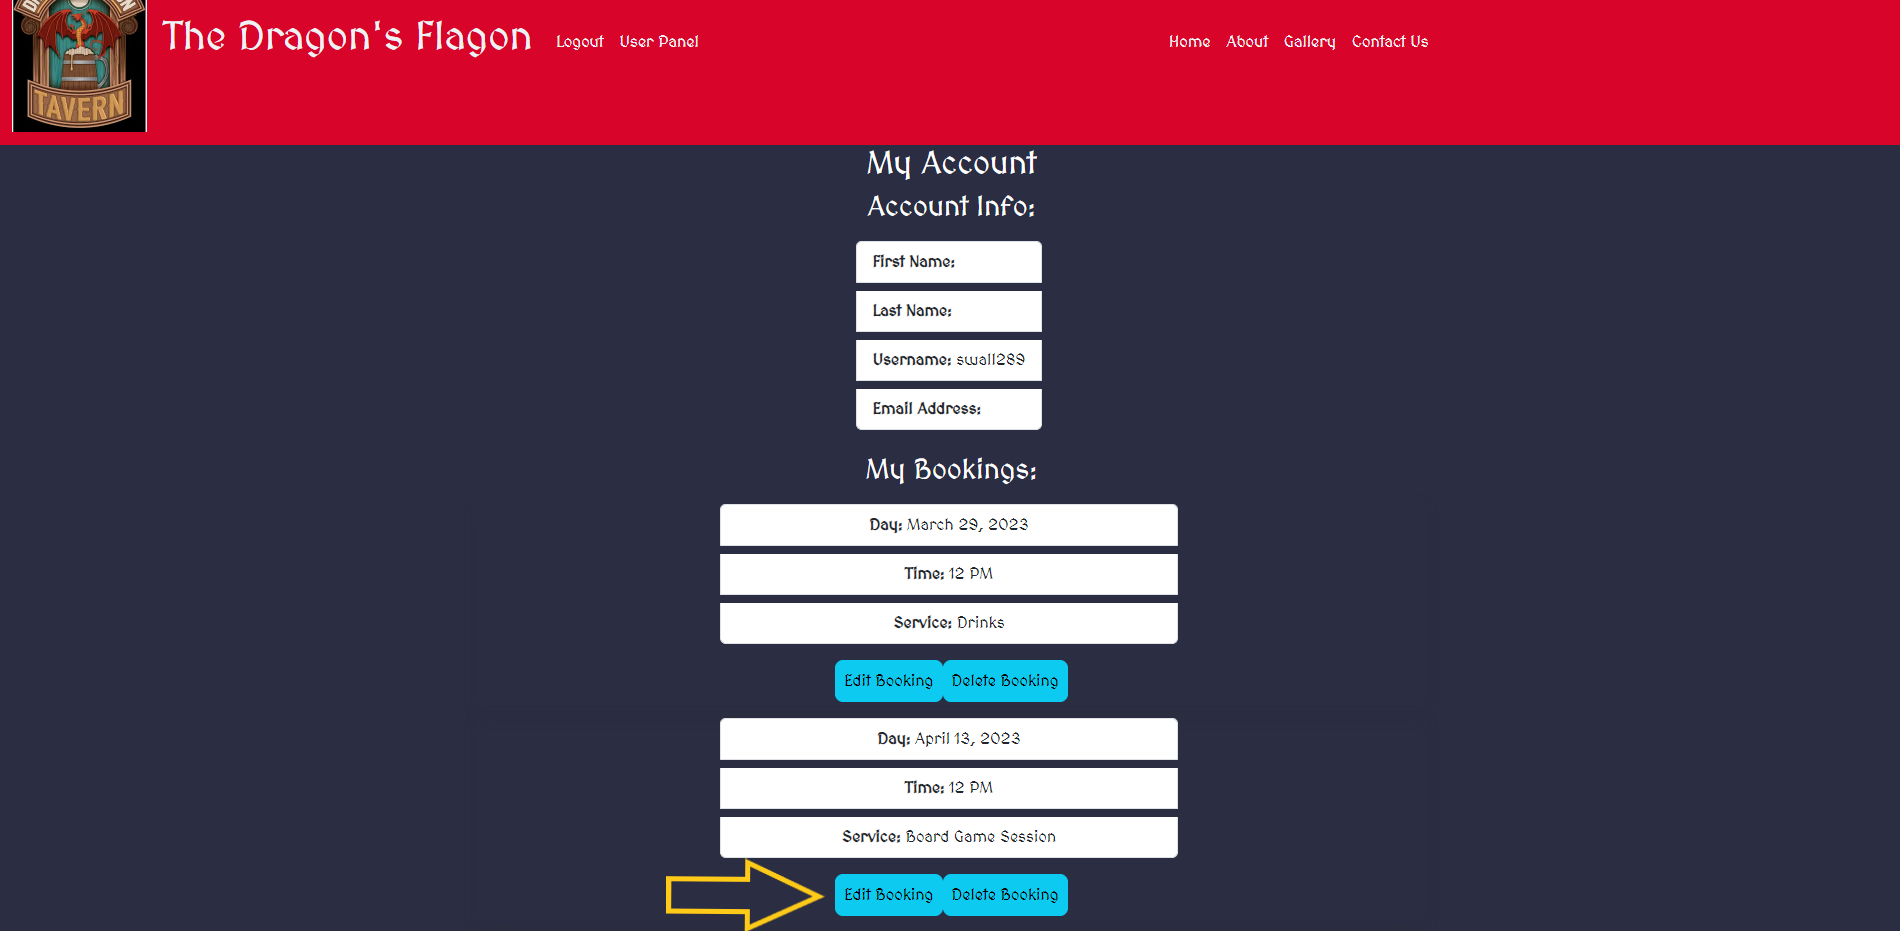 The Dragon's Flagon Logout User Panel Home About Gallery Contact Us
TAVERN
My Account
Account Info:
First Name:
Last Name:
Username: swall289
Email Address:
My Bookings:
Day: March 29, 2023
Time: 12 PM
Service: Drinks
Edit Booking Delete Booking
Day: April 13, 2023
Time: 12 PM
Service: Board Game Session
Edit Booking Delete Booking